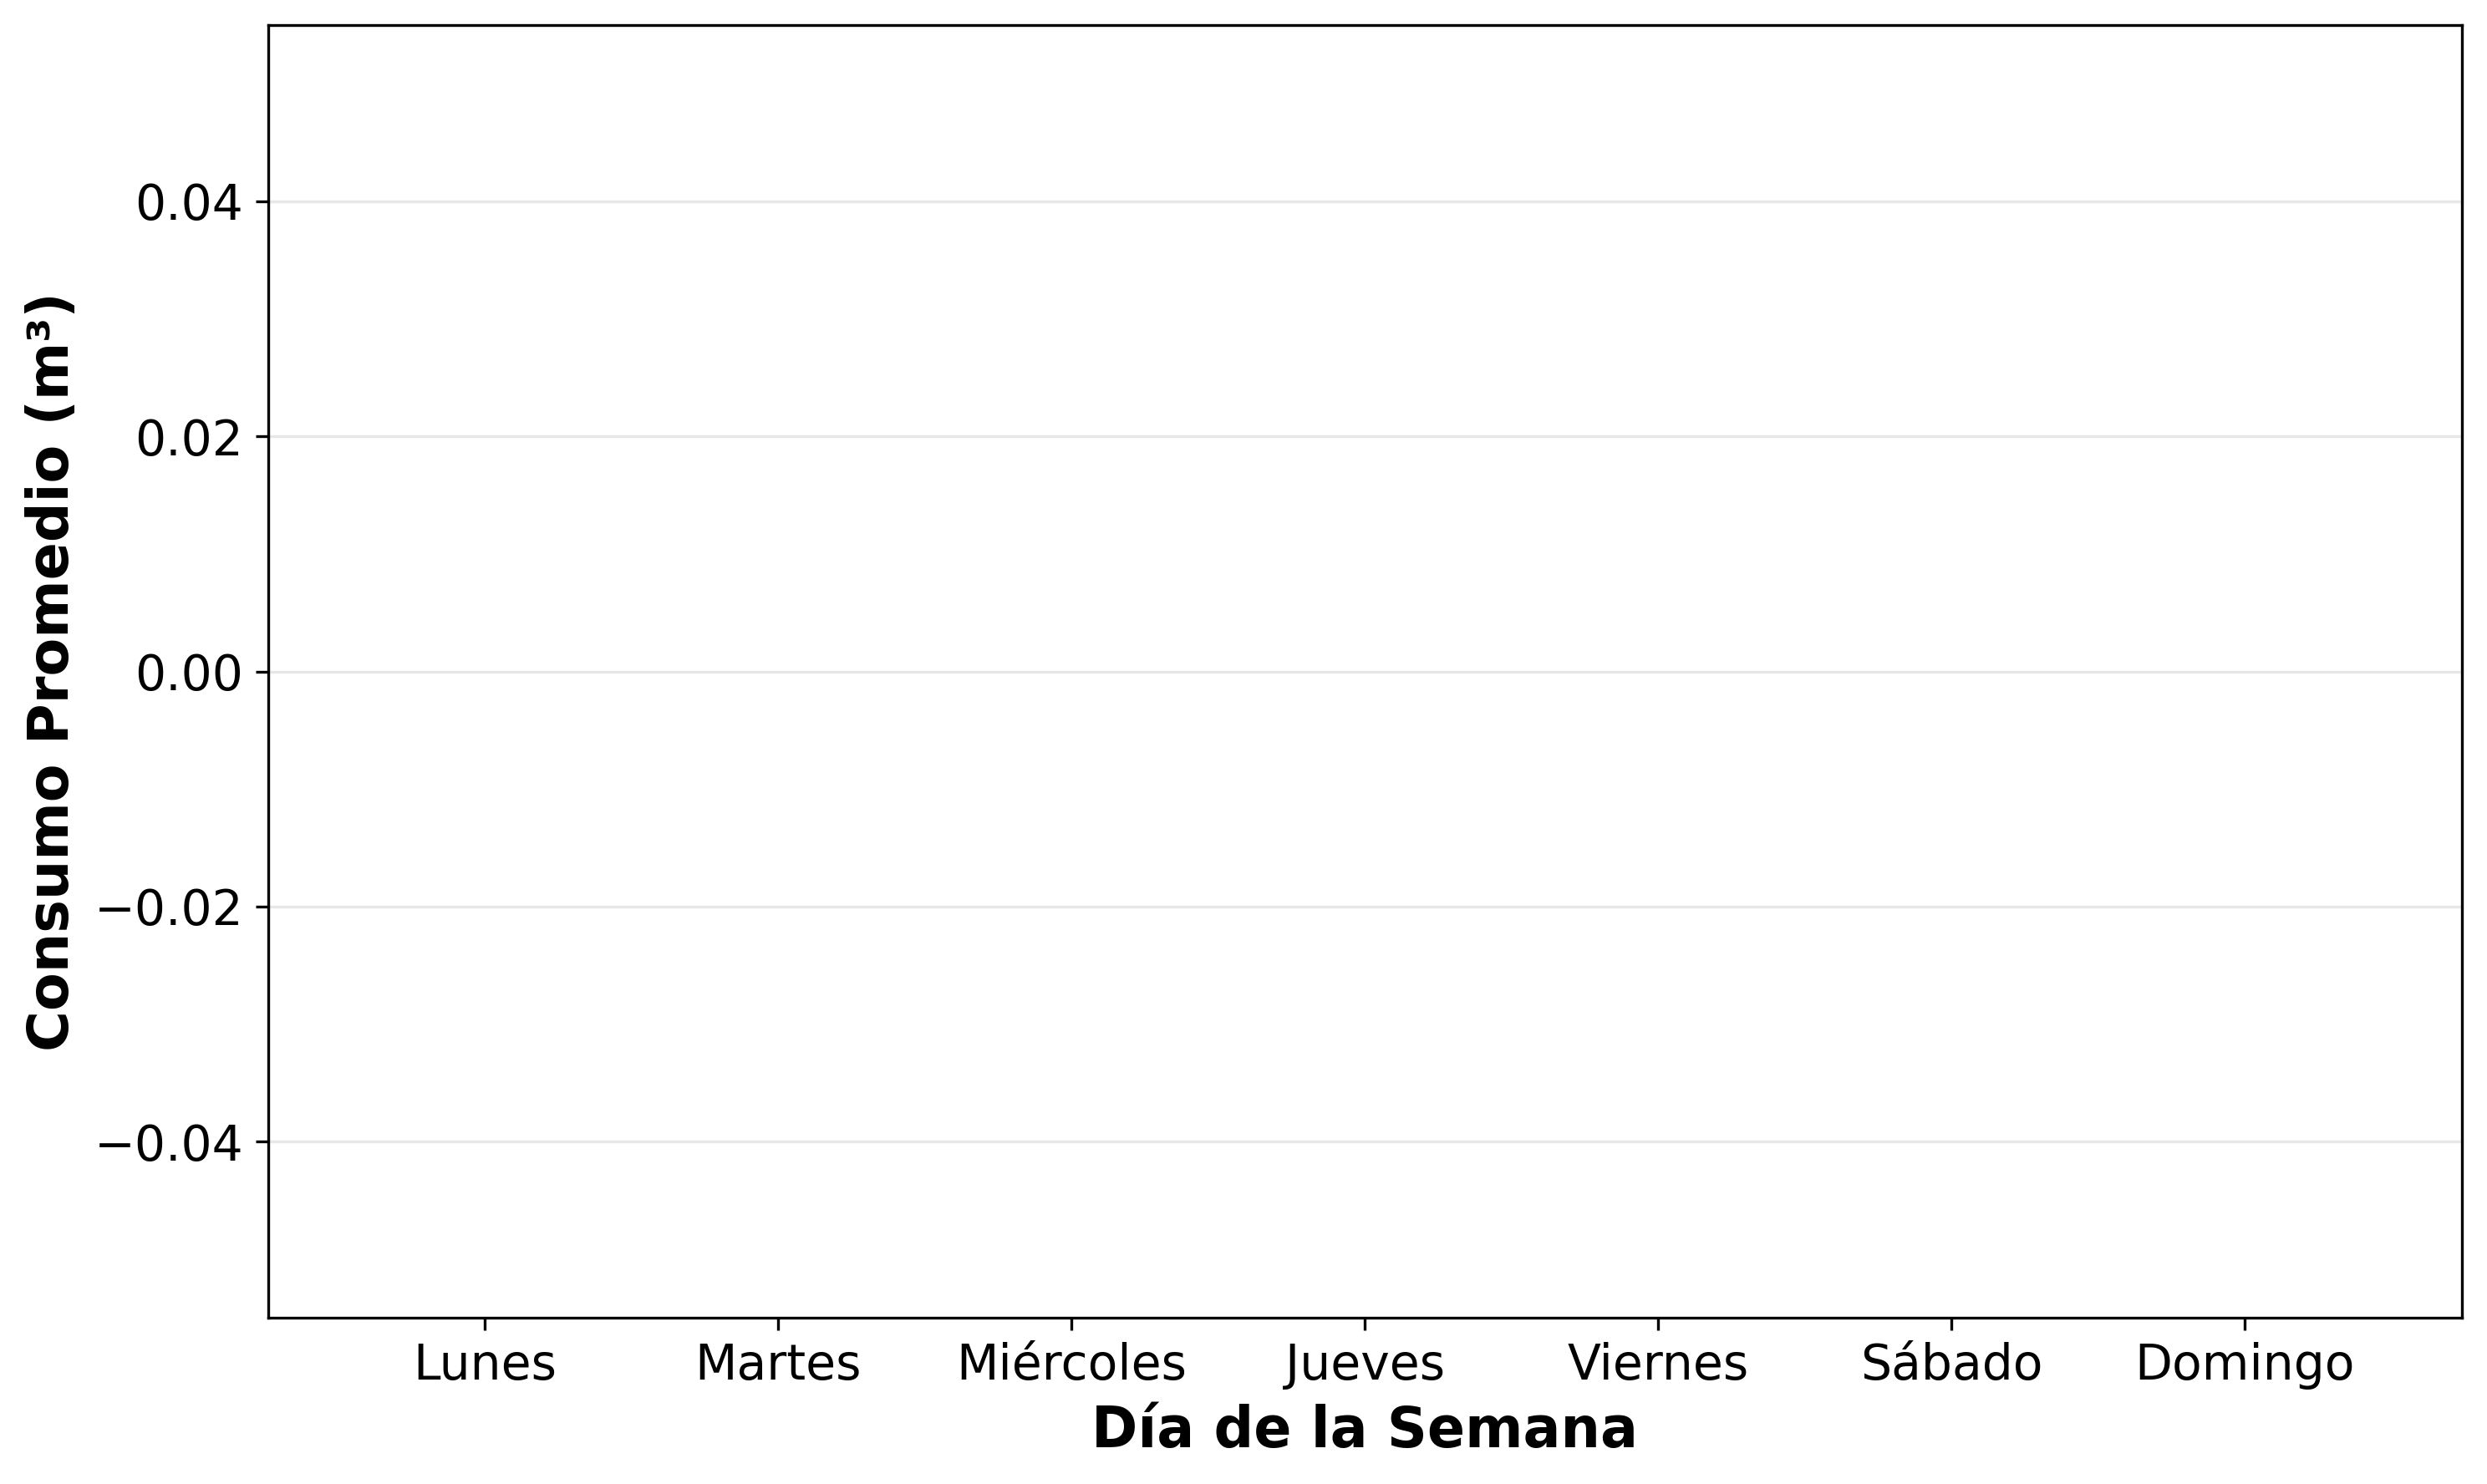 Consumo Promedio (m³)
0.04
0.02
0.00
−0.02
−0.04
Lunes Martes Miércoles Jueves Viernes Sábado Domingo
Día de la Semana